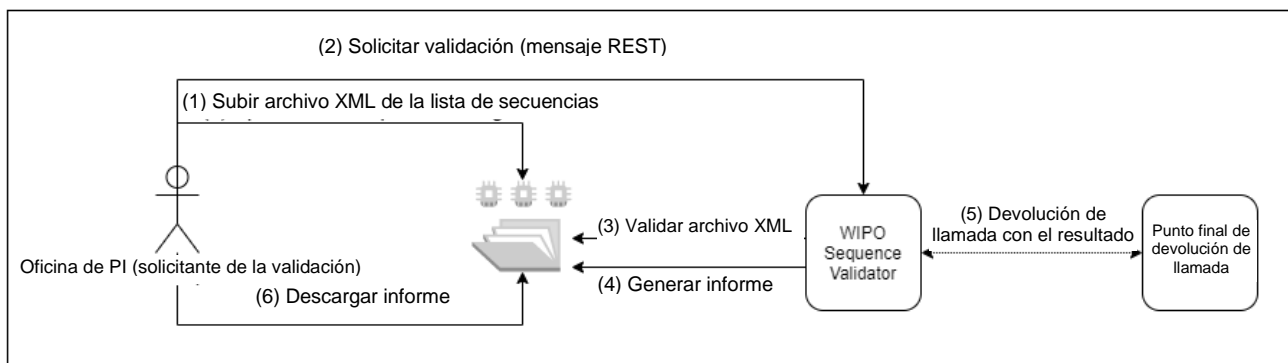 (2) Solicitar validación (mensaje REST)
(1) Subir archivo XML de la lista de secuencias
(3) Validar archivo XML
(4) Generar informe
WIPO
Sequence
Validator
(5) Devolución de
llamada con el resultado
Punto final de
devolución de
llamada
Oficina de PI (solicitante de la validación)
(6) Descargar informe